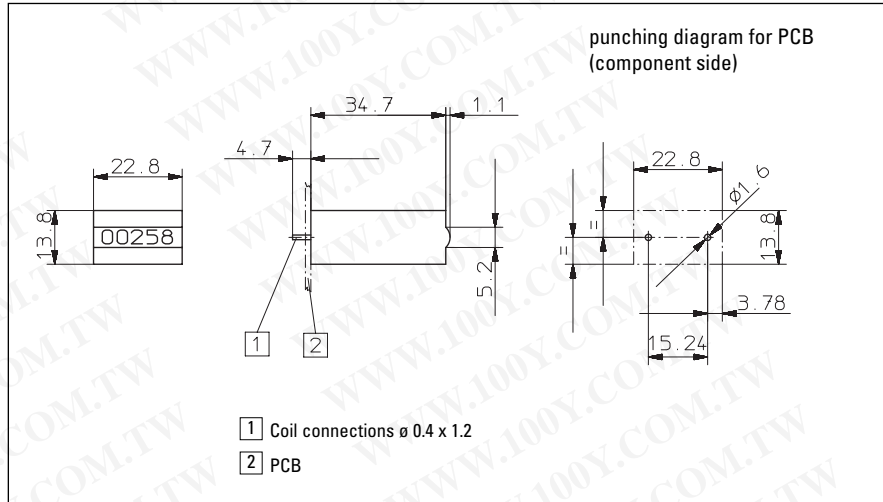 punching diagram for PCB
(component side)
34.7
1.1
4.7
22.8
22.8
ø1.6
13.8
00258
=
=
13.8
5.2
3.78
15.24
1
2
1 Coil connections ø 0.4 x 1.2
2 PCB
WWW.100Y.COM.TW